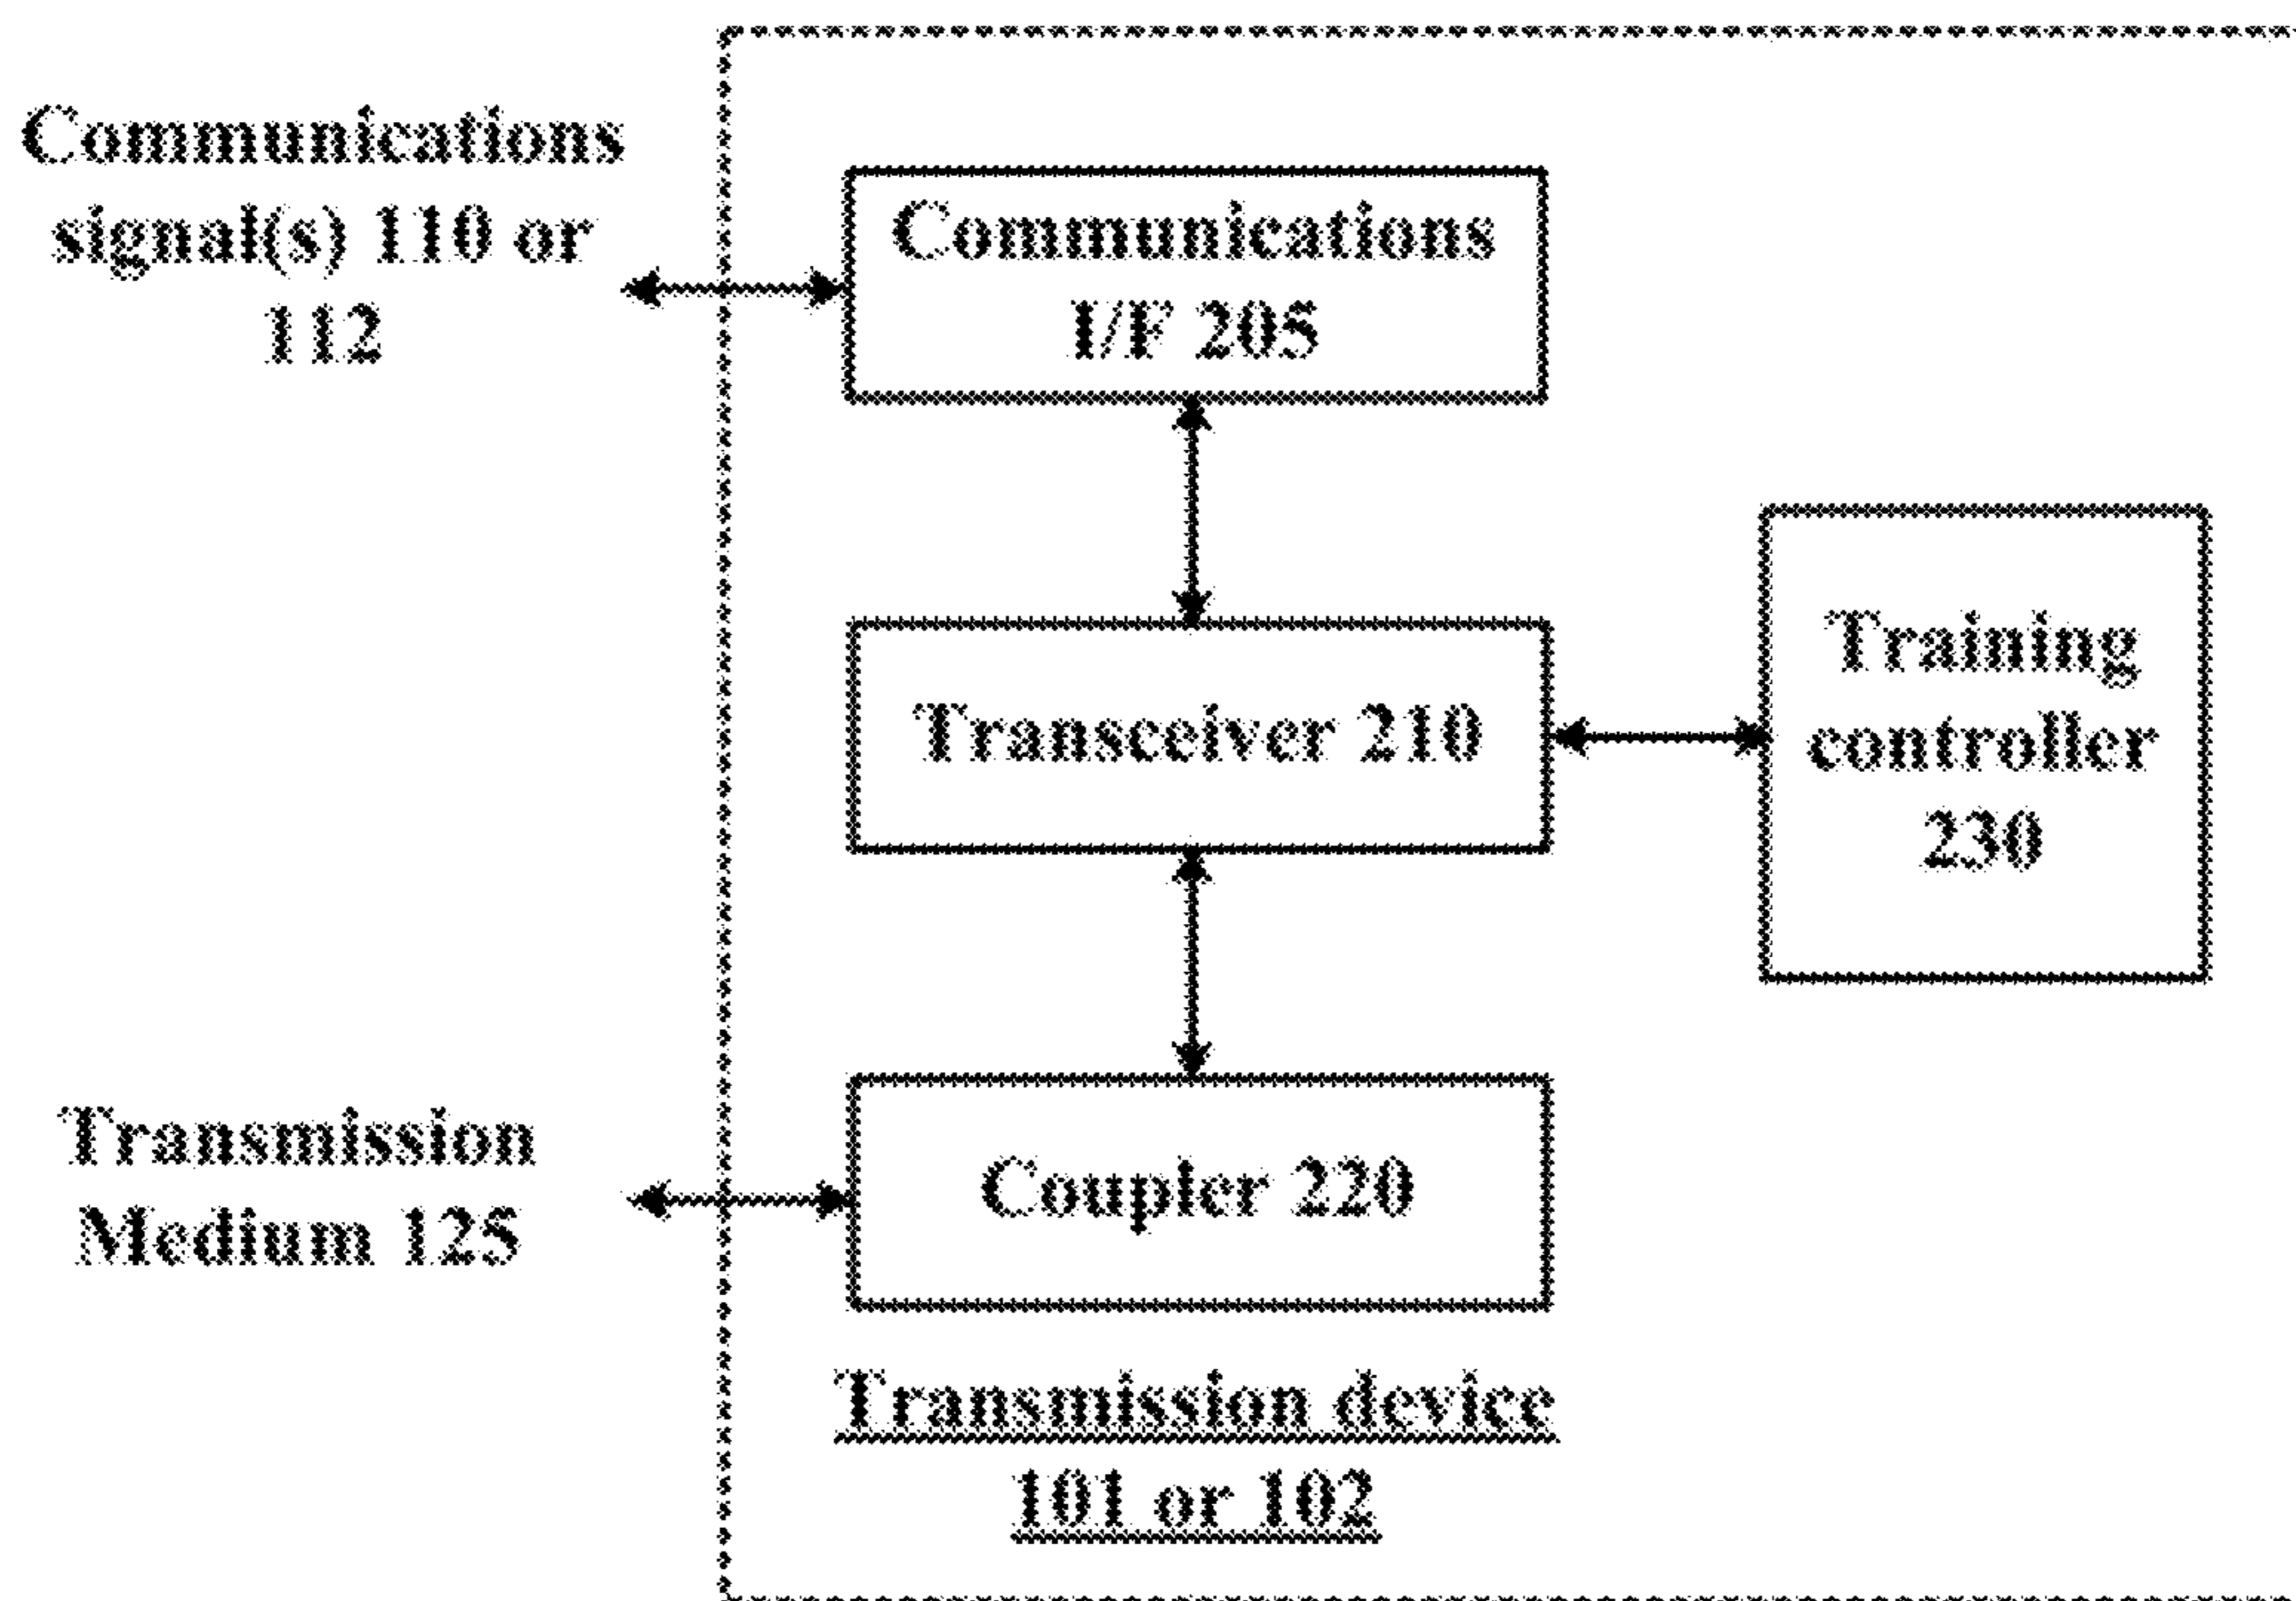 Communications
signal(s) 110 or
112
Communications
I/F 205
Transceiver 210
Training
controller
230
Transmission
Medium 125
Coupler 220
Transmission device
101 or 102